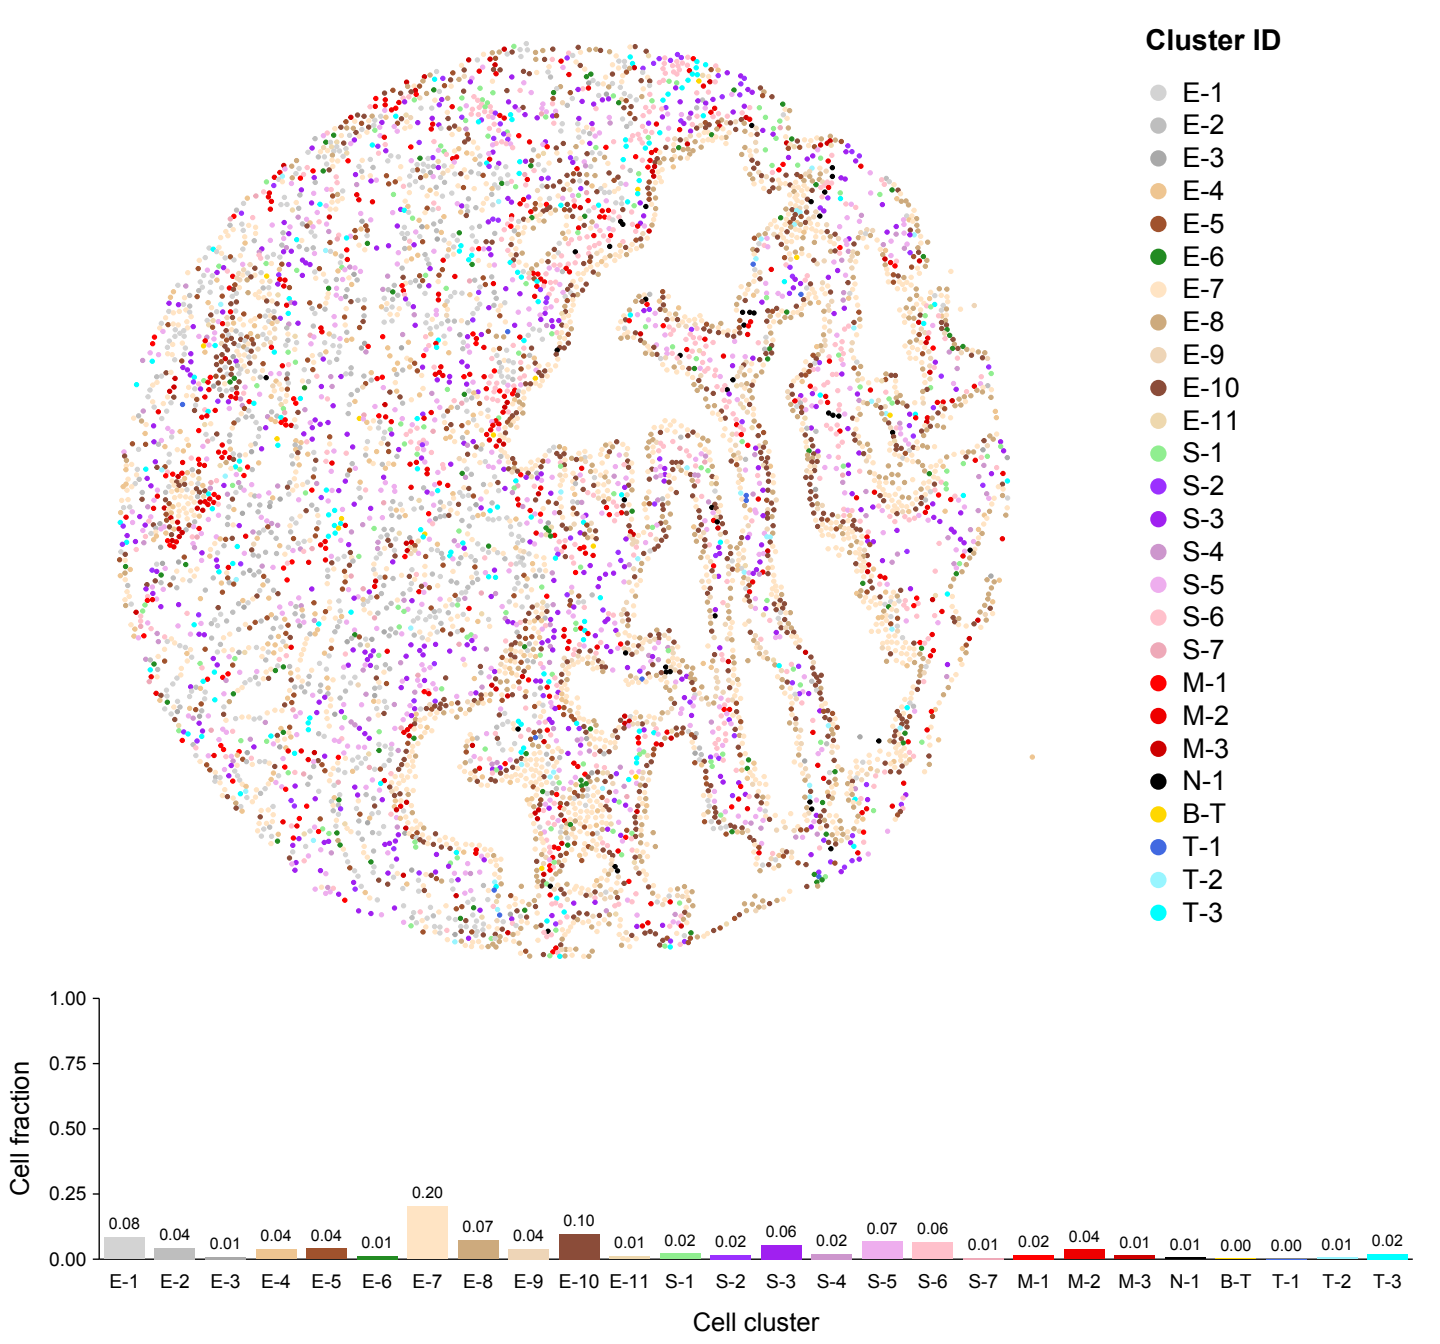 Cluster ID
E-1
E-2
E-3
E-4
E-5
E-6
E-7
E-8
E-9
E-10
E-11
S-1
S-2
S-3
S-4
S-5
S-6
S-7
M-1
M-2
M-3
N-1
B-T
T-1
T-2
T-3
1.00
0.75
0.50
0.25
0.00
Cell fraction
0.08 0.04 0.01 0.04 0.04 0.01 0.20 0.07 0.04 0.10 0.01 0.02 0.02 0.06 0.02 0.07 0.06 0.01 0.02 0.04 0.01 0.01 0.00 0.00 0.01 0.02
E-1 E-2 E-3 E-4 E-5 E-6 E-7 E-8 E-9 E-10 E-11 S-1 S-2 S-3 S-4 S-5 S-6 S-7 M-1 M-2 M-3 N-1 B-T T-1 T-2 T-3
Cell cluster